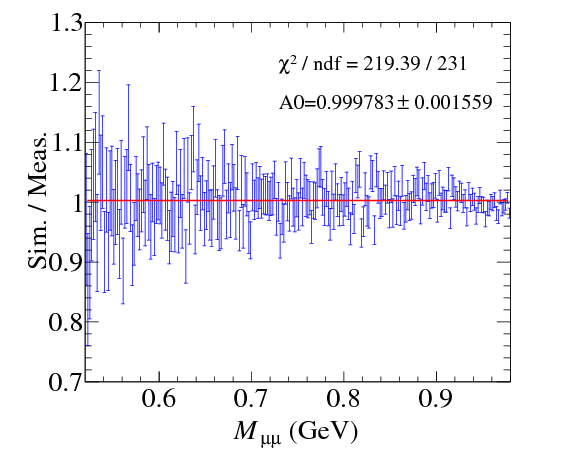 1.3
χ² / ndf = 219.39 / 231
1.2
A0=0.999783 ± 0.001559
1.1
Sim. / Meas.
1
0.9
0.8
0.7
0.6 0.7 0.8 0.9
Mμμ (GeV)